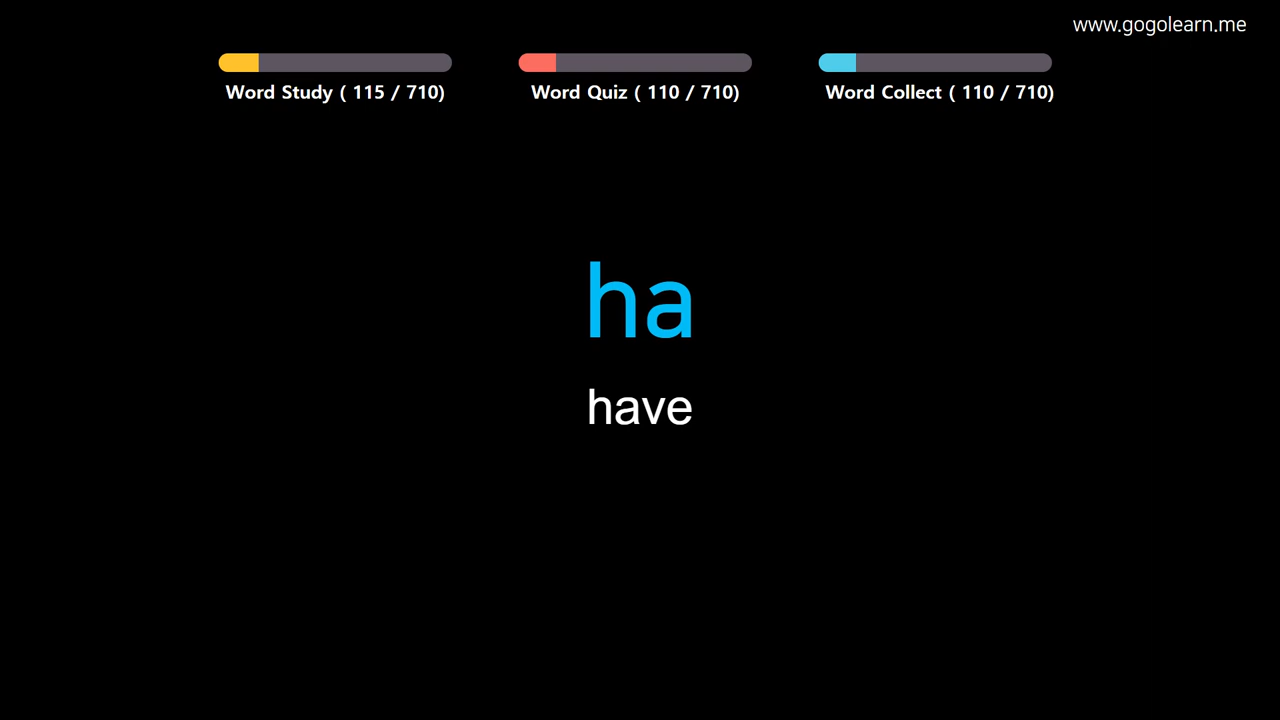 www.gogolearn.me
Word Study ( 115 / 710)
Word Quiz ( 110 / 710)
Word Collect ( 110 / 710)
ha
have